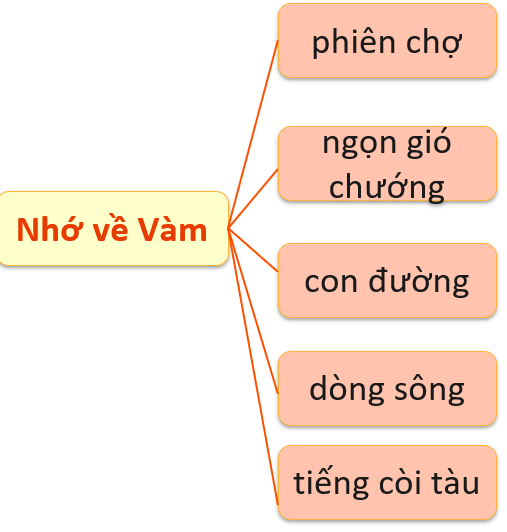 phiên chợ
ngọn gió
chướng
Nhớ về Vàm
con đường
dòng sông
tiếng còi tàu